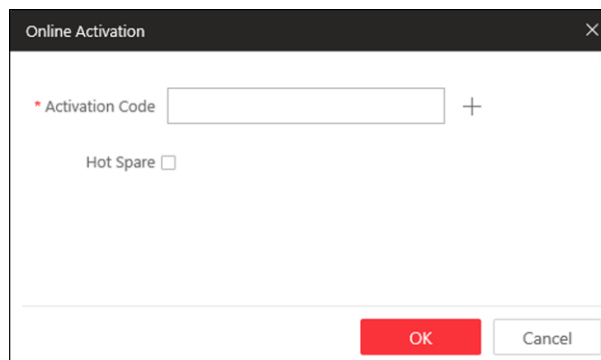 Online Activation
* Activation Code
Hot Spare
OK Cancel